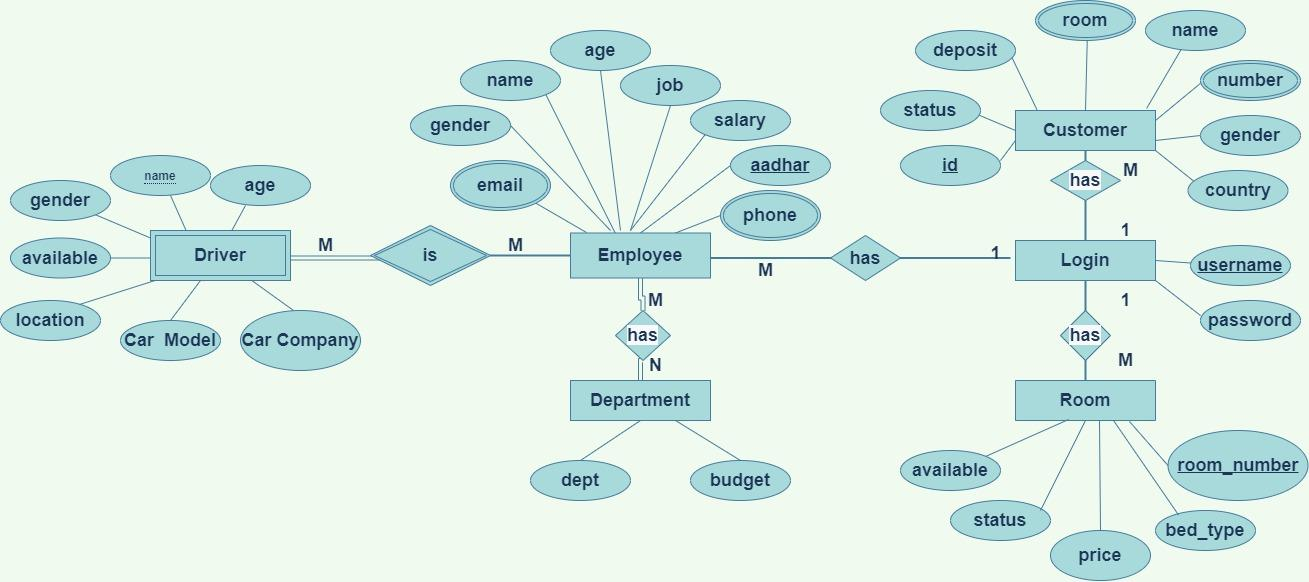 room
name
deposit
age
number
name
job
status
Customer
gender
salary
gender
id
aadhar
has
M
country
name
age
email
gender
phone
1
M
M
available
Driver
is
Employee
has
1
Login
username
M
location
M
1
password
Car  Model
Car Company
has
has
N
M
Department
Room
dept
budget
available
room_number
status
bed_type
price